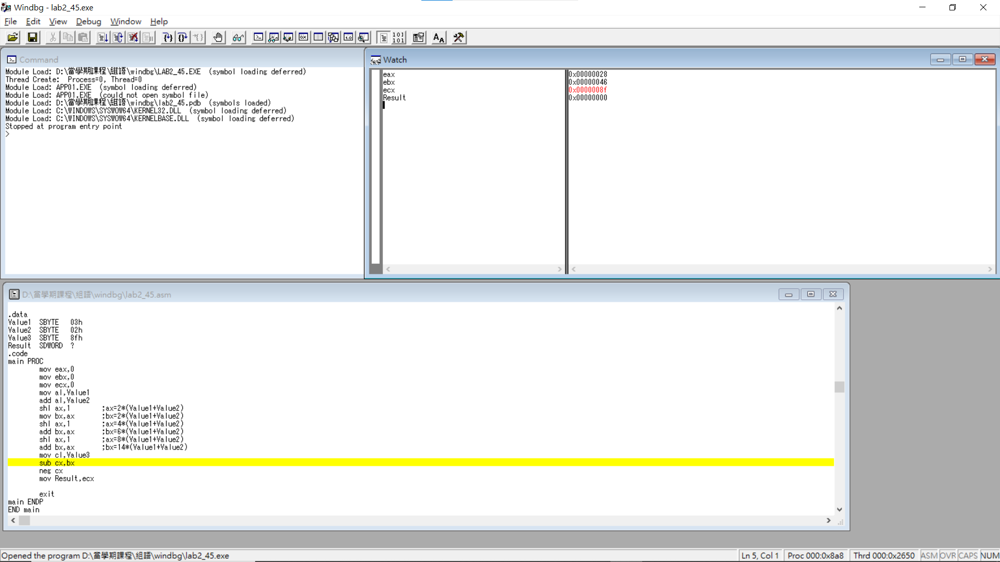 Windbg - lab2_45.exe
File Edit View Debug Window Help
Command
Module Load: D:\當學期課程\組語\windbg\LAB2_45.EXE (symbol loading deferred)
Thread Create: Process=0, Thread=0
Module Load: APP01.EXE (symbol loading deferred)
Module Load: APP01.EXE (could not open symbol file)
Module Load: D:\當學期課程\組語\windbg\lab2_45.pdb (symbols loaded)
Module Load: C:\WINDOWS\SYSWOW64\KERNEL32.DLL (symbol loading deferred)
Module Load: C:\WINDOWS\SYSWOW64\KERNELBASE.DLL (symbol loading deferred)
Stopped at program entry point
>
Watch
eax 0x00000028
ebx 0x00000046
ecx 0x0000008f
Result 0x00000000
D:\當學期課程\組語\windbg\lab2_45.asm
.data
Value1 SBYTE 03h
Value2 SBYTE 02h
Value3 SBYTE 8fh
Result SDWORD ?
.code
main PROC
mov eax,0
mov ebx,0
mov ecx,0
mov al,Value1
add al,Value2
shl ax,1 ;ax=2*(Value1+Value2)
mov bx,ax ;bx=2*(Value1+Value2)
shl ax,1 ;ax=4*(Value1+Value2)
add bx,ax ;bx=6*(Value1+Value2)
shl ax,1 ;ax=8*(Value1+Value2)
add bx,ax ;bx=14*(Value1+Value2)
mov cl,Value3
sub cx,bx
neg cx
mov Result,ecx
exit
main ENDP
END main
Opened the program D:\當學期課程\組語\windbg\lab2_45.exe Ln 5, Col 1 Proc 000:0x8a8 Thrd 000:0x2650 ASM OVR CAPS NUM